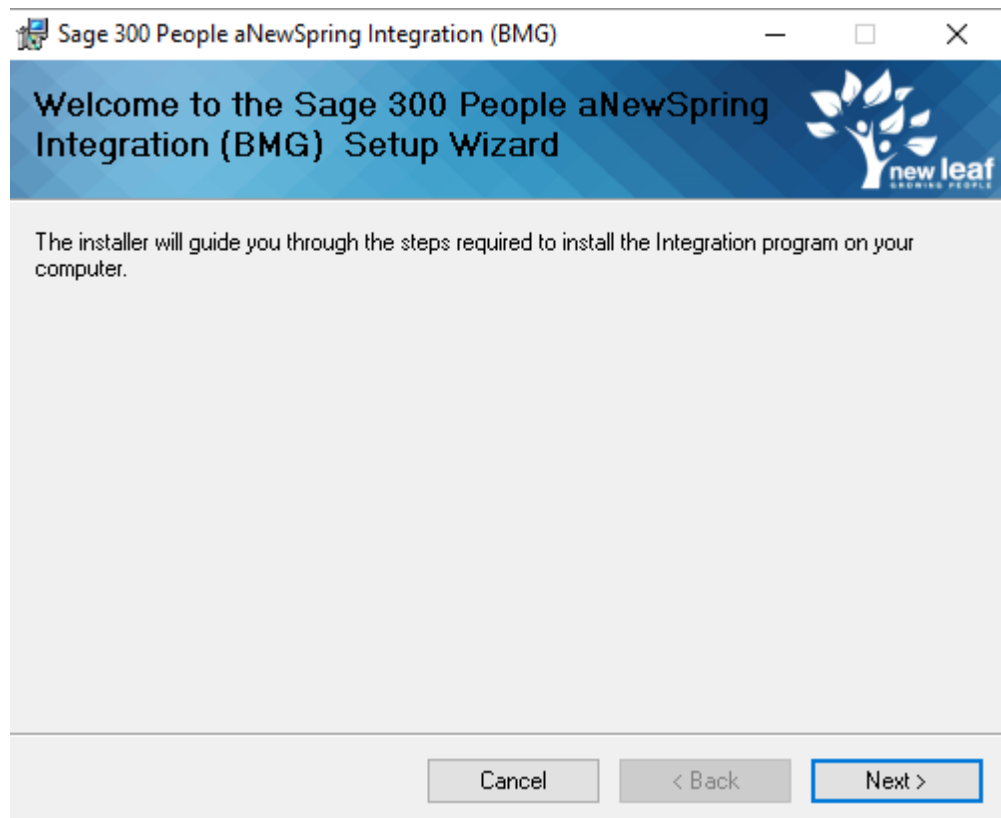 Sage 300 People aNewSpring Integration (BMG)
Welcome to the Sage 300 People aNewSpring
Integration (BMG)  Setup Wizard
new leaf
GROWING PEOPLE
The installer will guide you through the steps required to install the Integration program on your
computer.
Cancel
< Back
Next >